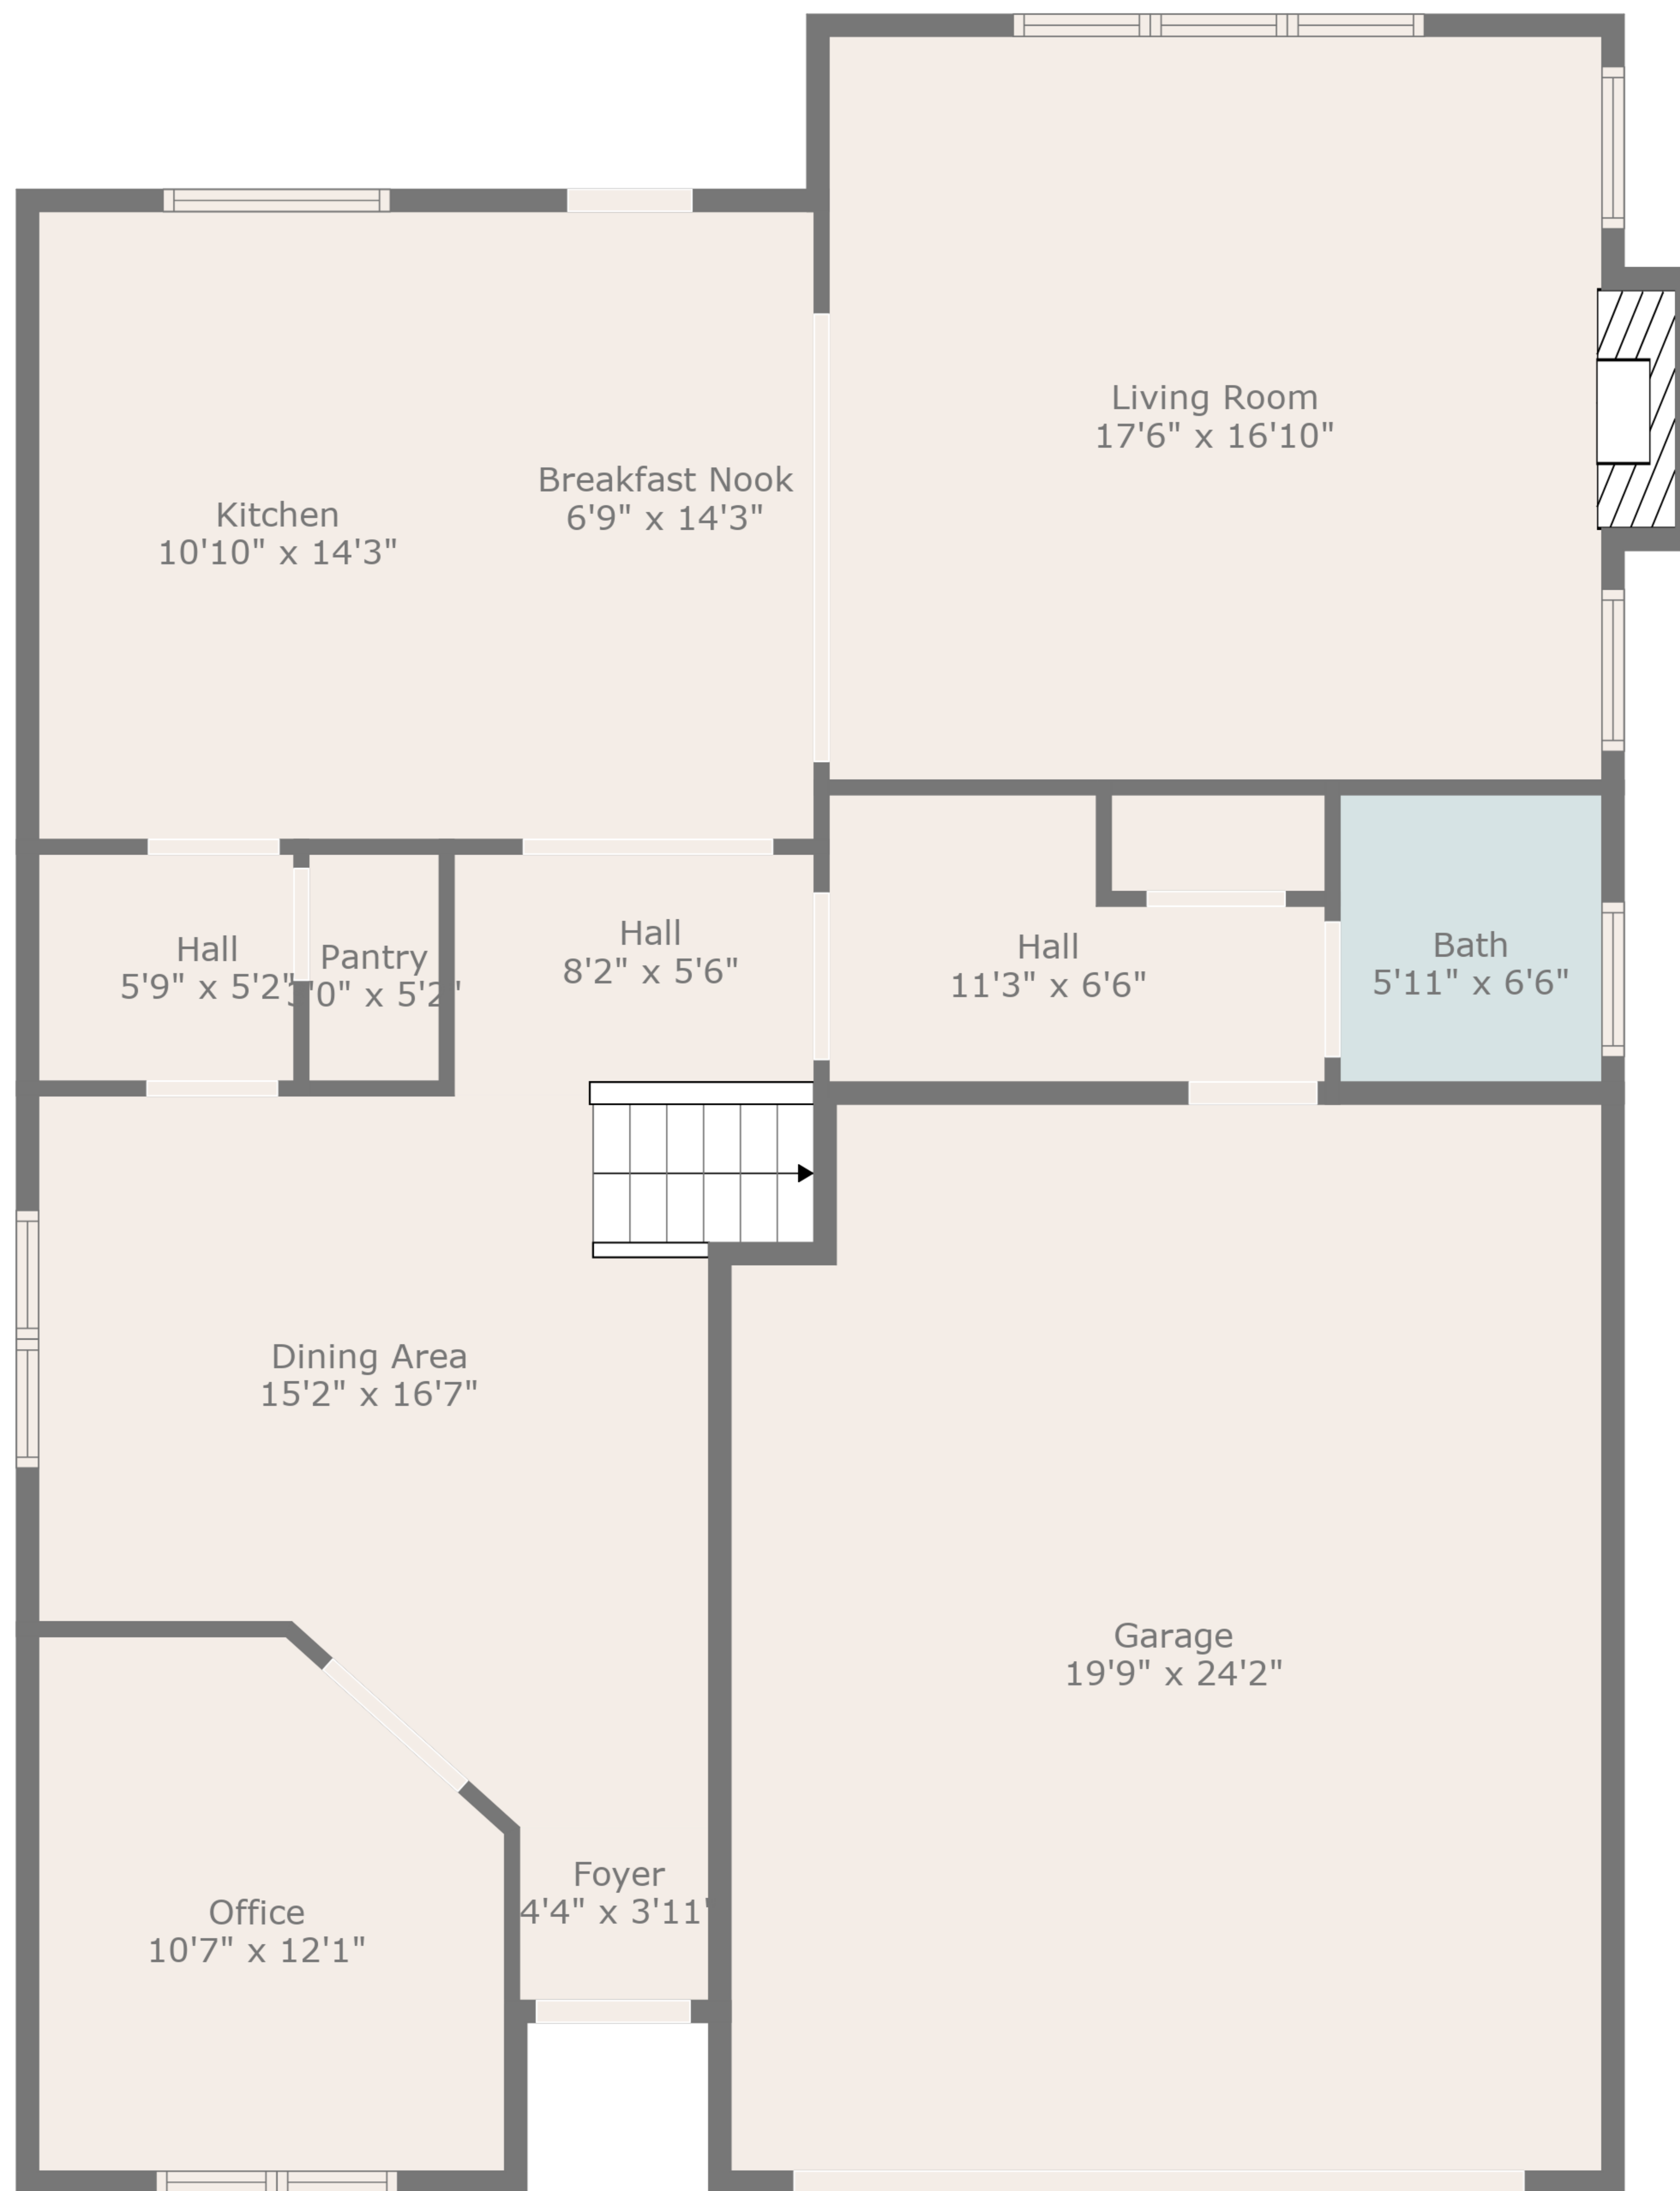 Living Room
17'6" x 16'10"
Breakfast Nook
6'9" x 14'3"
Kitchen
10'10" x 14'3"
Hall
5'9" x 5'2"
Pantry
'0" x 5'2"
Hall
8'2" x 5'6"
Hall
11'3" x 6'6"
Bath
5'11" x 6'6"
Dining Area
15'2" x 16'7"
Garage
19'9" x 24'2"
Foyer
4'4" x 3'11"
Office
10'7" x 12'1"